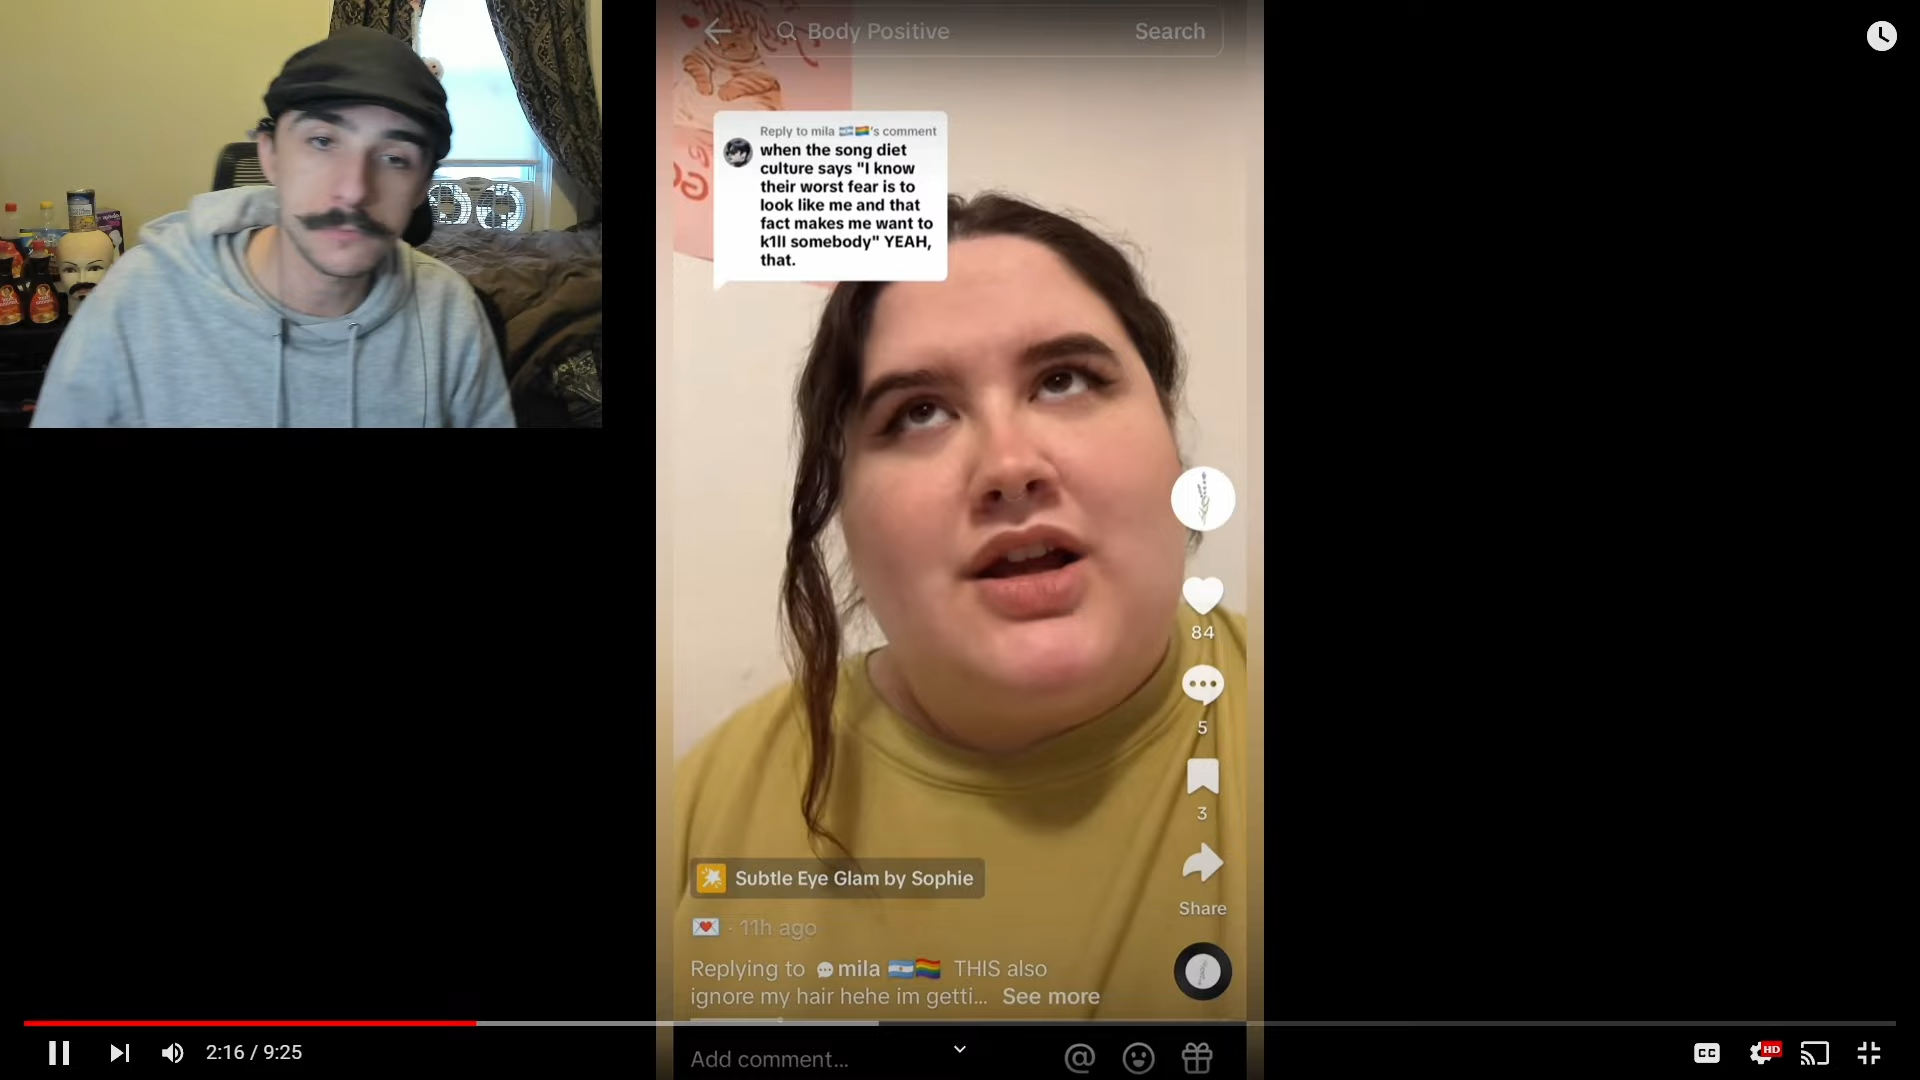 Body Positive
Search
Reply to mila 🇦🇷🏳️‍🌈's comment
when the song diet
culture says "I know
their worst fear is to
look like me and that
fact makes me want to
k1ll somebody" YEAH,
that.
84
5
3
Share
Subtle Eye Glam by Sophie
💌 · 11h ago
Replying to 💬mila 🇦🇷🏳️‍🌈 THIS also
ignore my hair hehe im getti... See more
Add comment...
2:16 / 9:25
CC
HD